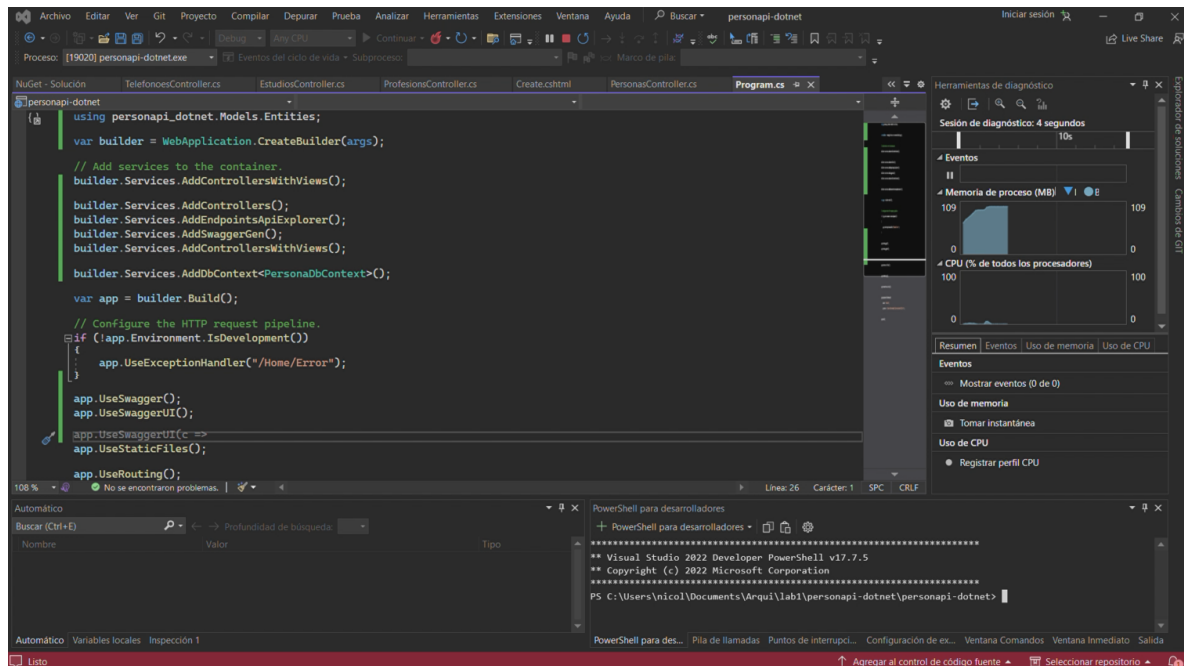 Archivo Editar Ver Git Proyecto Compilar Depurar Prueba Analizar Herramientas Extensiones Ventana Ayuda Buscar personapi-dotnet Iniciar sesión
Debug Any CPU Continuar Live Share
Proceso: [19020] personapi-dotnet.exe Eventos del ciclo de vida Subproceso: Marco de pila:
NuGet - Solución TelefonoesController.cs EstudiosController.cs ProfesionsController.cs Create.cshtml PersonasController.cs Program.cs
personapi-dotnet
using personapi_dotnet.Models.Entities;
var builder = WebApplication.CreateBuilder(args);
// Add services to the container.
builder.Services.AddControllersWithViews();
builder.Services.AddControllers();
builder.Services.AddEndpointsApiExplorer();
builder.Services.AddSwaggerGen();
builder.Services.AddControllersWithViews();
builder.Services.AddDbContext<PersonaDbContext>();
var app = builder.Build();
// Configure the HTTP request pipeline.
if (!app.Environment.IsDevelopment())
{
app.UseExceptionHandler("/Home/Error");
}
app.UseSwagger();
app.UseSwaggerUI();
app.UseSwaggerUI(c =>
app.UseStaticFiles();
app.UseRouting();
108 % No se encontraron problemas. Línea: 26 Carácter: 1 SPC CRLF
Herramientas de diagnóstico
Sesión de diagnóstico: 4 segundos
10s
Eventos
Memoria de proceso (MB)
109 109
0 0
CPU (% de todos los procesadores)
100 100
0 0
Resumen Eventos Uso de memoria Uso de CPU
Eventos
Mostrar eventos (0 de 0)
Uso de memoria
Tomar instantánea
Uso de CPU
Registrar perfil CPU
Explorador de soluciones
Cambios de GIT
Automático
Buscar (Ctrl+E) Profundidad de búsqueda:
Nombre Valor Tipo
Automático Variables locales Inspección 1
PowerShell para desarrolladores
+ PowerShell para desarrolladores
** Visual Studio 2022 Developer PowerShell v17.7.5
** Copyright (c) 2022 Microsoft Corporation
PS C:\Users\nicol\Documents\Arqui\lab1\personapi-dotnet\personapi-dotnet>
PowerShell para des... Pila de llamadas Puntos de interrupci... Configuración de ex... Ventana Comandos Ventana Inmediato Salida
Listo Agregar al control de código fuente Seleccionar repositorio